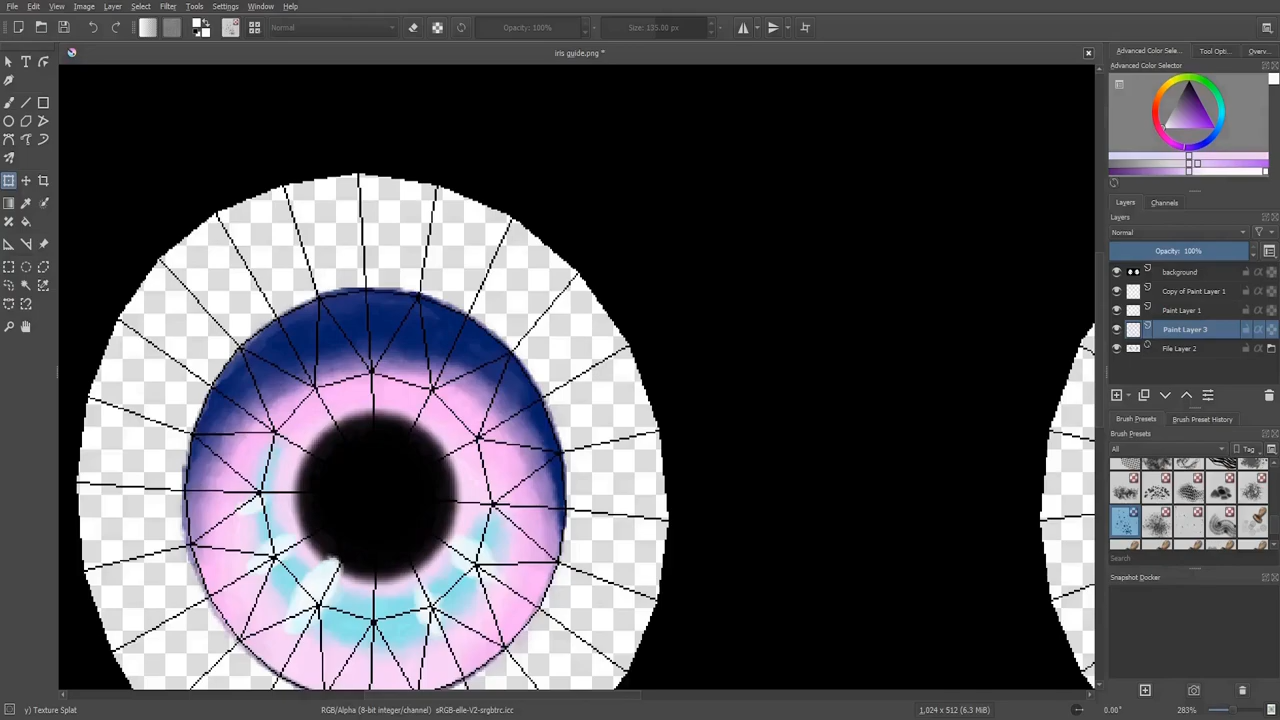 File Edit View Image Layer Select Filter Tools Settings Window Help
Normal Opacity: 100% Size: 135.00 px
iris guide.png *
Advanced Color Sele... Tool Opti... Overv...
Advanced Color Selector
Layers Channels
Layers
Normal
Opacity: 100%
background
Copy of Paint Layer 1
Paint Layer 1
Paint Layer 3
File Layer 2
Brush Presets Brush Preset History
Brush Presets
All Tag
Search
Snapshot Docker
y) Texture Splat RGB/Alpha (8-bit integer/channel) sRGB-elle-V2-srgbtrc.icc 1,024 x 512 (6.3 MiB) 0.00° 283%